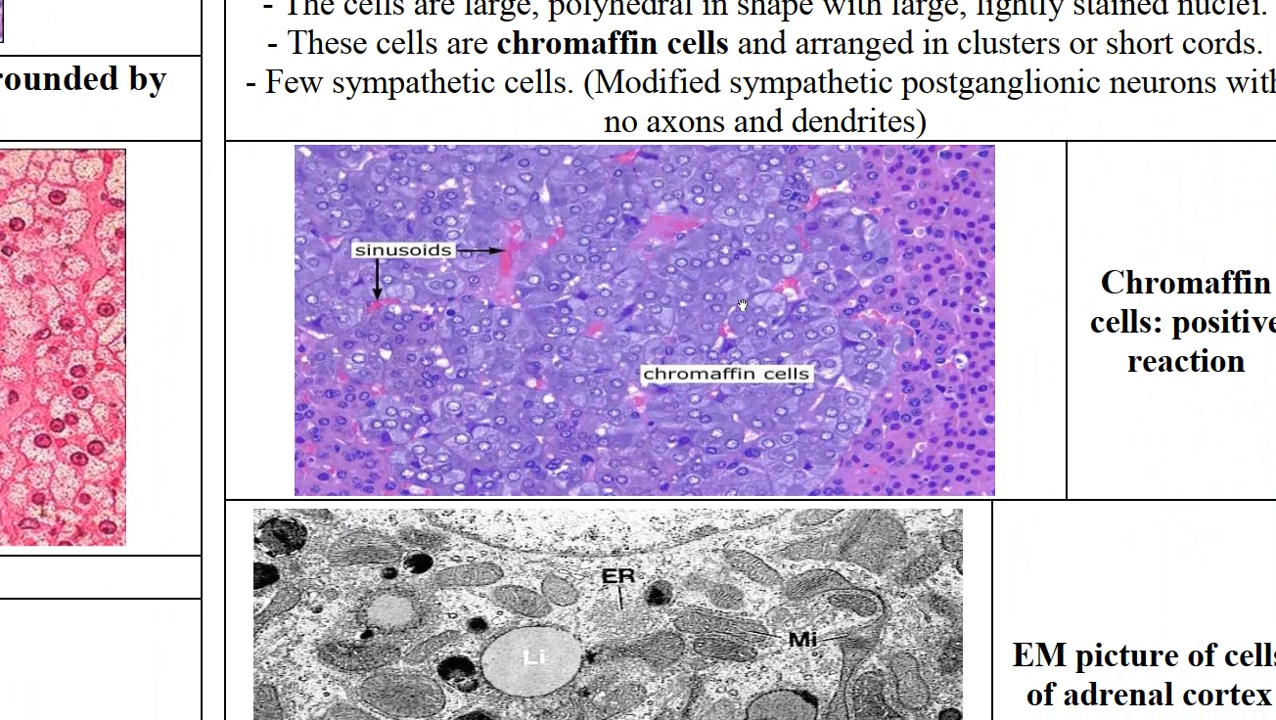 - The cells are large, polyhedral in shape with large, lightly stained nuclei.
- These cells are chromaffin cells and arranged in clusters or short cords.
rounded by
- Few sympathetic cells. (Modified sympathetic postganglionic neurons with
no axons and dendrites)
sinusoids
chromaffin cells
Chromaffin
cells: positive
reaction
ER
Mi
Li
EM picture of cells
of adrenal cortex